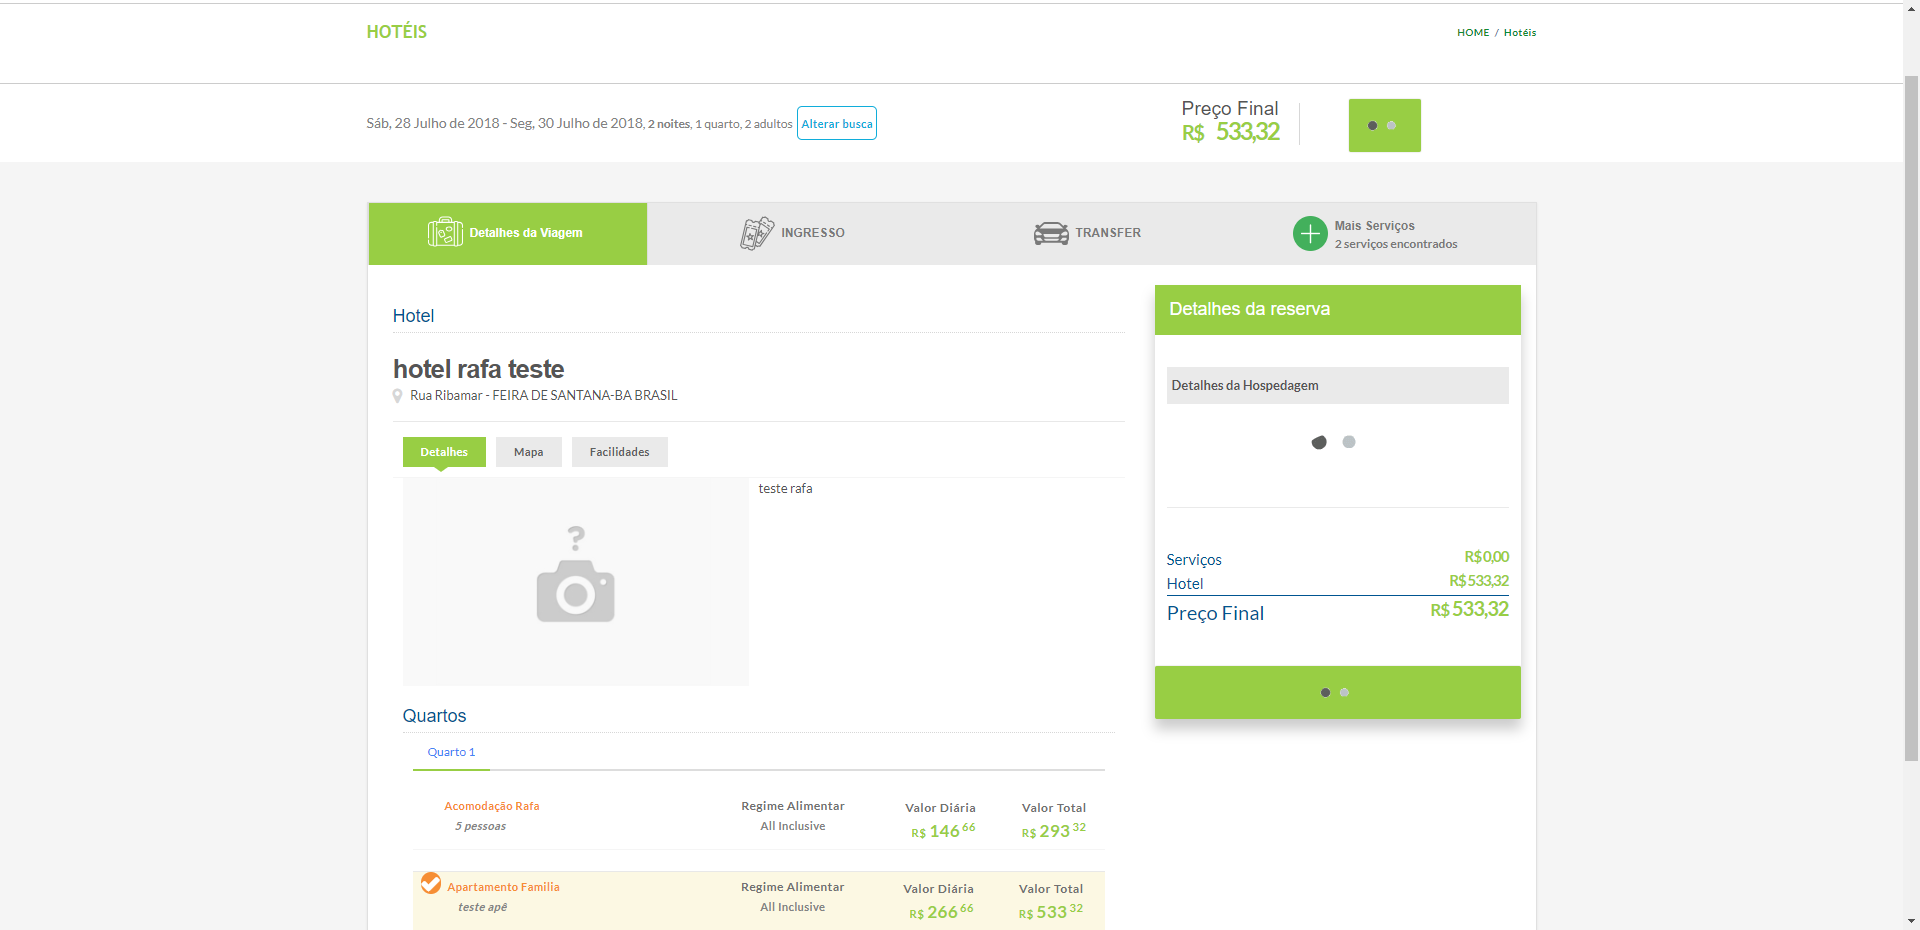 HOTÉIS
HOME / Hotéis
Sáb, 28 Julho de 2018 - Seg, 30 Julho de 2018, 2 noites, 1 quarto, 2 adultos
Alterar busca
Preço Final
R$ 533,32
Detalhes da Viagem
INGRESSO
TRANSFER
Mais Serviços
2 serviços encontrados
Hotel
hotel rafa teste
Rua Ribamar - FEIRA DE SANTANA-BA BRASIL
Detalhes
Mapa
Facilidades
teste rafa
Quartos
Quarto 1
Acomodação Rafa
5 pessoas
Regime Alimentar
All Inclusive
Valor Diária
R$ 146 66
Valor Total
R$ 293 32
Apartamento Familia
teste apê
Regime Alimentar
All Inclusive
Valor Diária
R$ 266 66
Valor Total
R$ 533 32
Detalhes da reserva
Detalhes da Hospedagem
Serviços R$0,00
Hotel R$533,32
Preço Final R$533,32